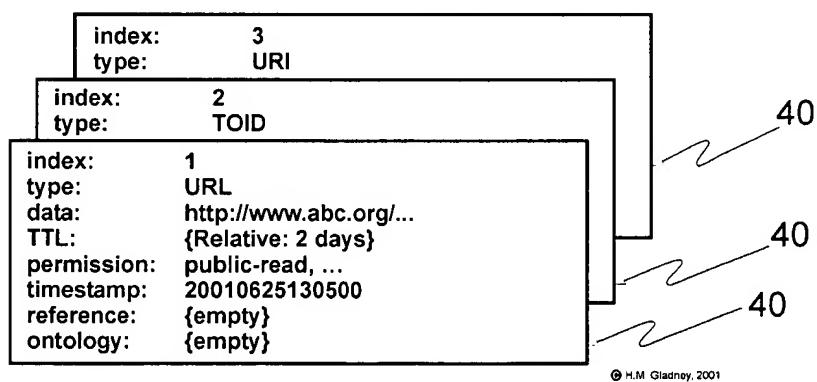 index: 3
type: URI
index: 2
type: TOID
40
index: 1
type: URL
data: http://www.abc.org/...
TTL: {Relative: 2 days}
40
permission: public-read, ...
timestamp: 20010625130500
40
reference: {empty}
ontology: {empty}
© H.M. Gladney, 2001